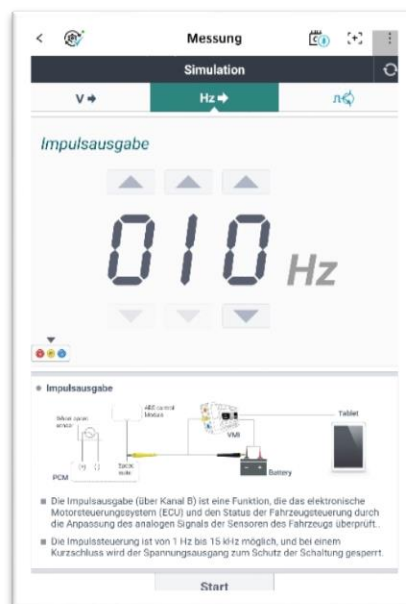 Messung
Simulation
V
Hz
Impulsausgabe
010 Hz
Impulsausgabe
ABS control
sensor
VMI
Tablet
PCM
(+) (-)
Battery
Die Impulsausgabe (über Kanal B) ist eine Funktion, die das elektronische
Motorsteuerungssystem (ECU) und den Status der Fahrzeugsteuerung durch
die Anpassung des analogen Signals der Sensoren des Fahrzeugs überprüft..
Die Impulssteuerung ist von 1 Hz bis 15 kHz möglich, und bei einem
Kurzschluss wird der Spannungsausgang zum Schutz der Schaltung gesperrt.
Start